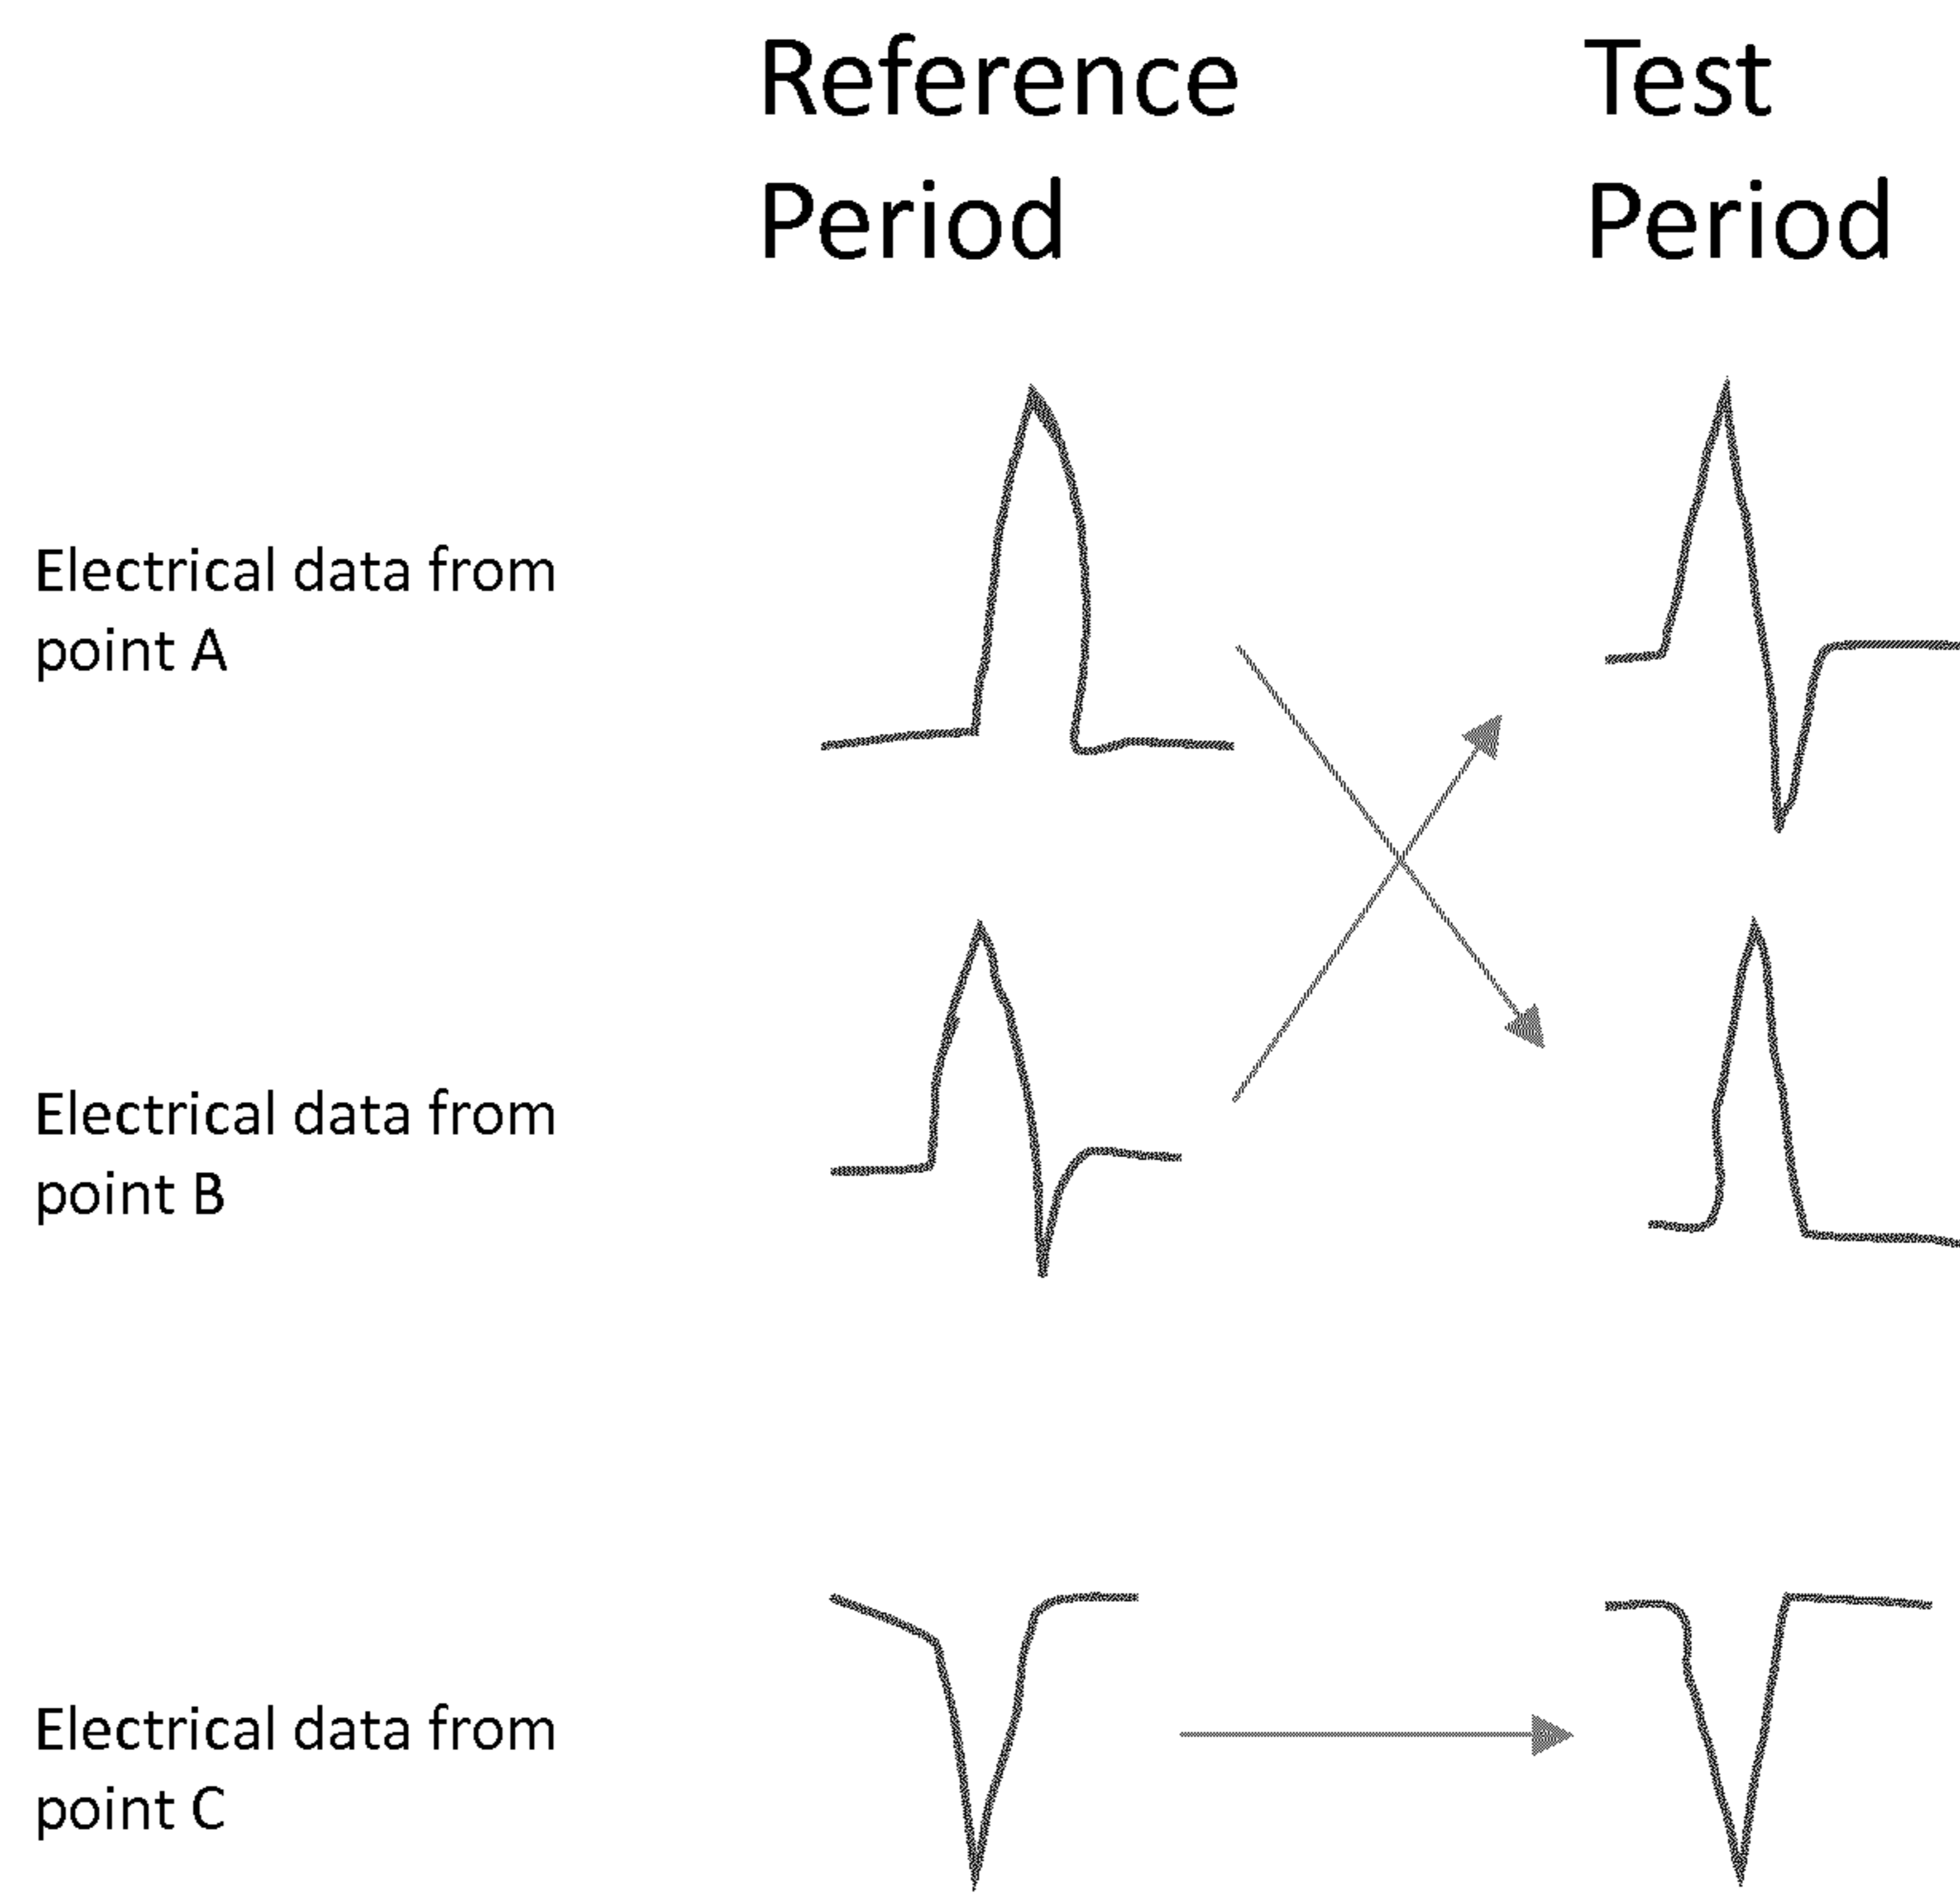 Reference
Period
Test
Period
Electrical data from
point A
Electrical data from
point B
Electrical data from
point C